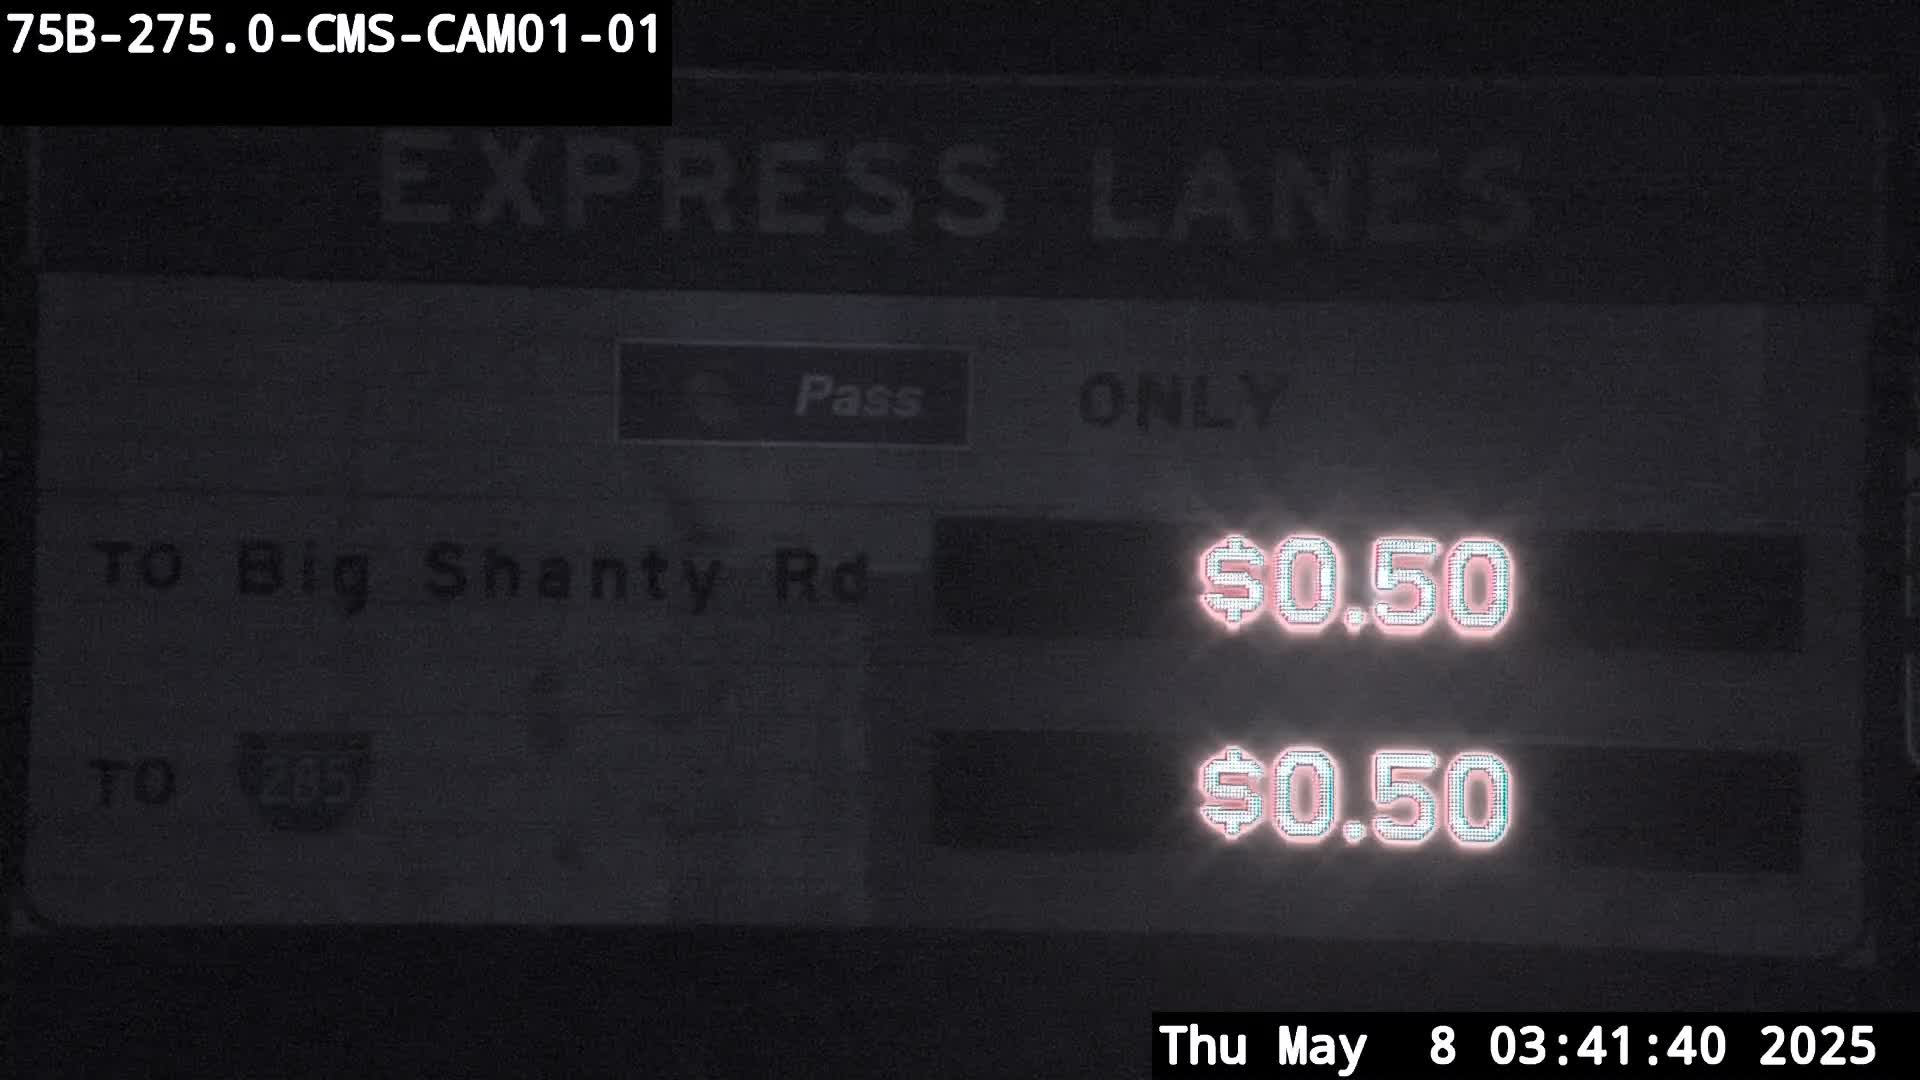 75B-275.0-CMS-CAM01-01
EXPRESS LANES
Pass ONLY
TO Big Shanty Rd $0.50
TO 285 $0.50
Thu May 8 03:41:40 2025